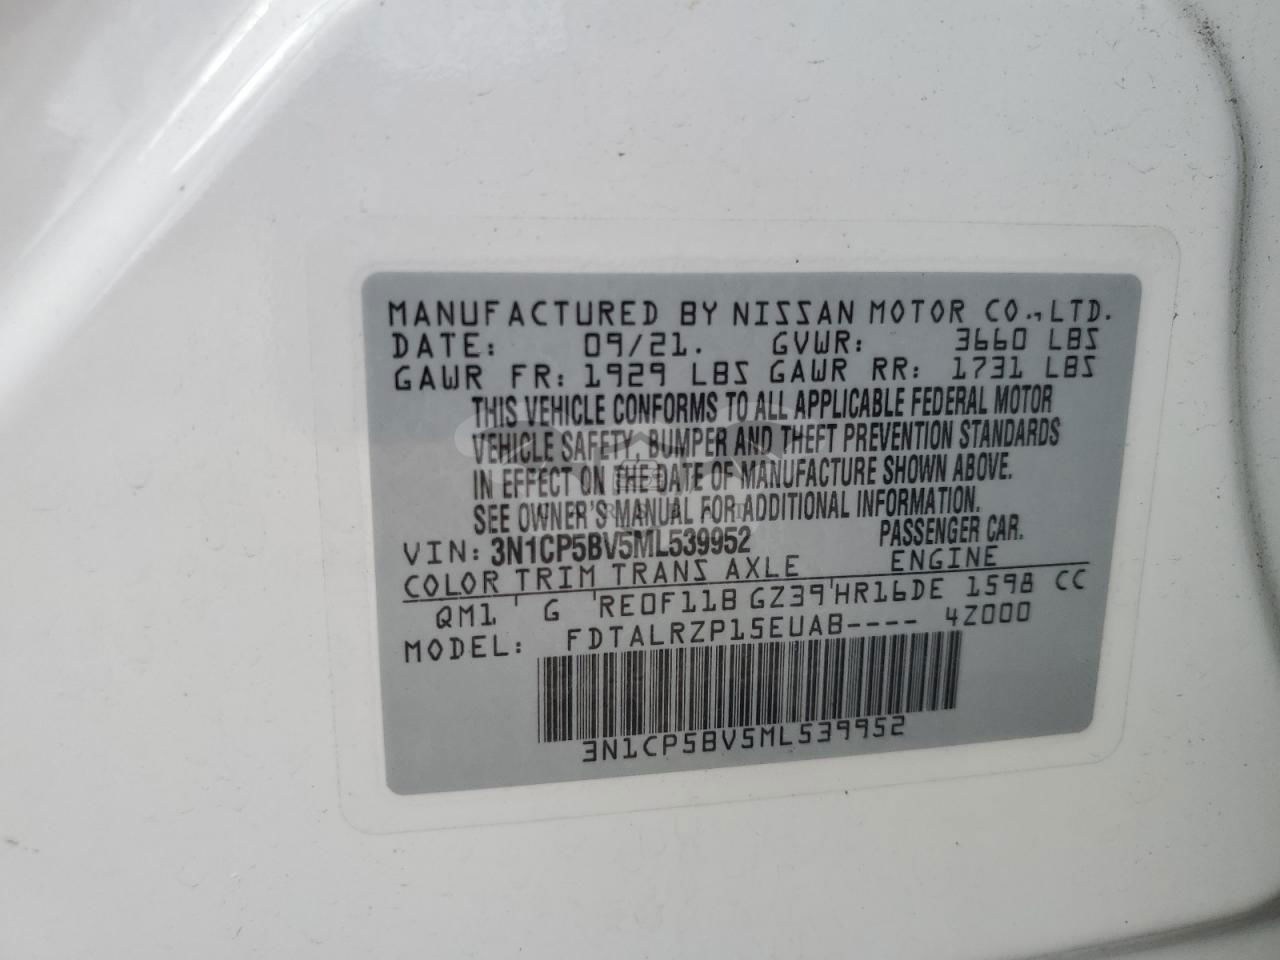 MANUFACTURED BY NISSAN MOTOR CO., LTD.
DATE: 09/21. GVWR: 3660 LBS
GAWR FR: 1929 LBS GAWR RR: 1731 LBS
THIS VEHICLE CONFORMS TO ALL APPLICABLE FEDERAL MOTOR
VEHICLE SAFETY, BUMPER AND THEFT PREVENTION STANDARDS
IN EFFECT ON THE DATE OF MANUFACTURE SHOWN ABOVE.
SEE OWNER'S MANUAL FOR ADDITIONAL INFORMATION.
VIN: 3N1CP5BV5ML539952 PASSENGER CAR.
COLOR TRIM TRANS AXLE ENGINE
QM1 ' G ' RE0F11B GZ39 ' HR16DE 1598 CC
MODEL: FDTALRZP15EUAB---- 4Z000
3N1CP5BV5ML539952